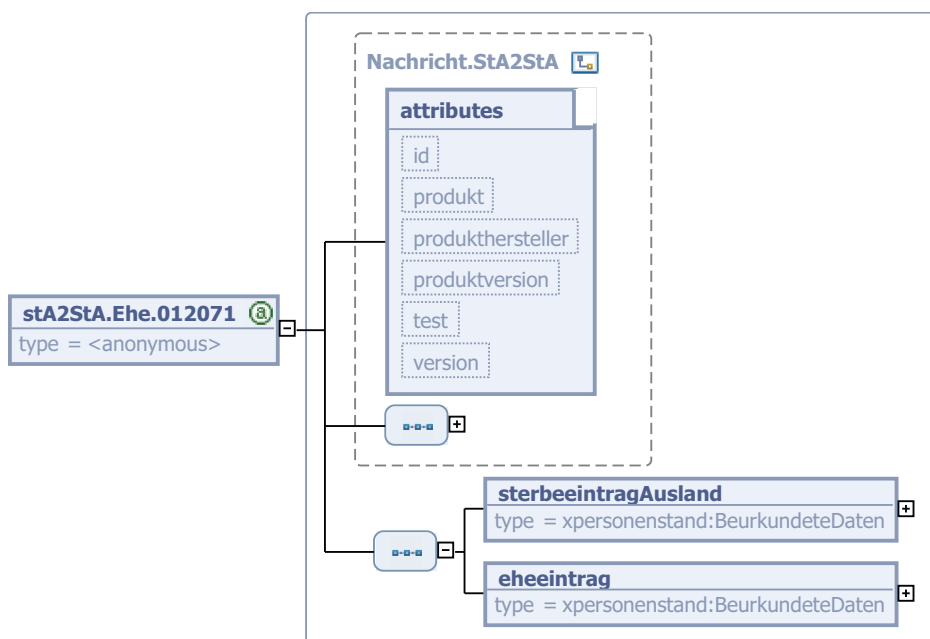 Nachricht.StA2StA
attributes
id
produkt
produkthersteller
produktversion
test
version
stA2StA.Ehe.012071 @
type = <anonymous>
sterbeeintragAusland
type = xpersonenstand:BeurkundeteDaten
eheeintrag
type = xpersonenstand:BeurkundeteDaten